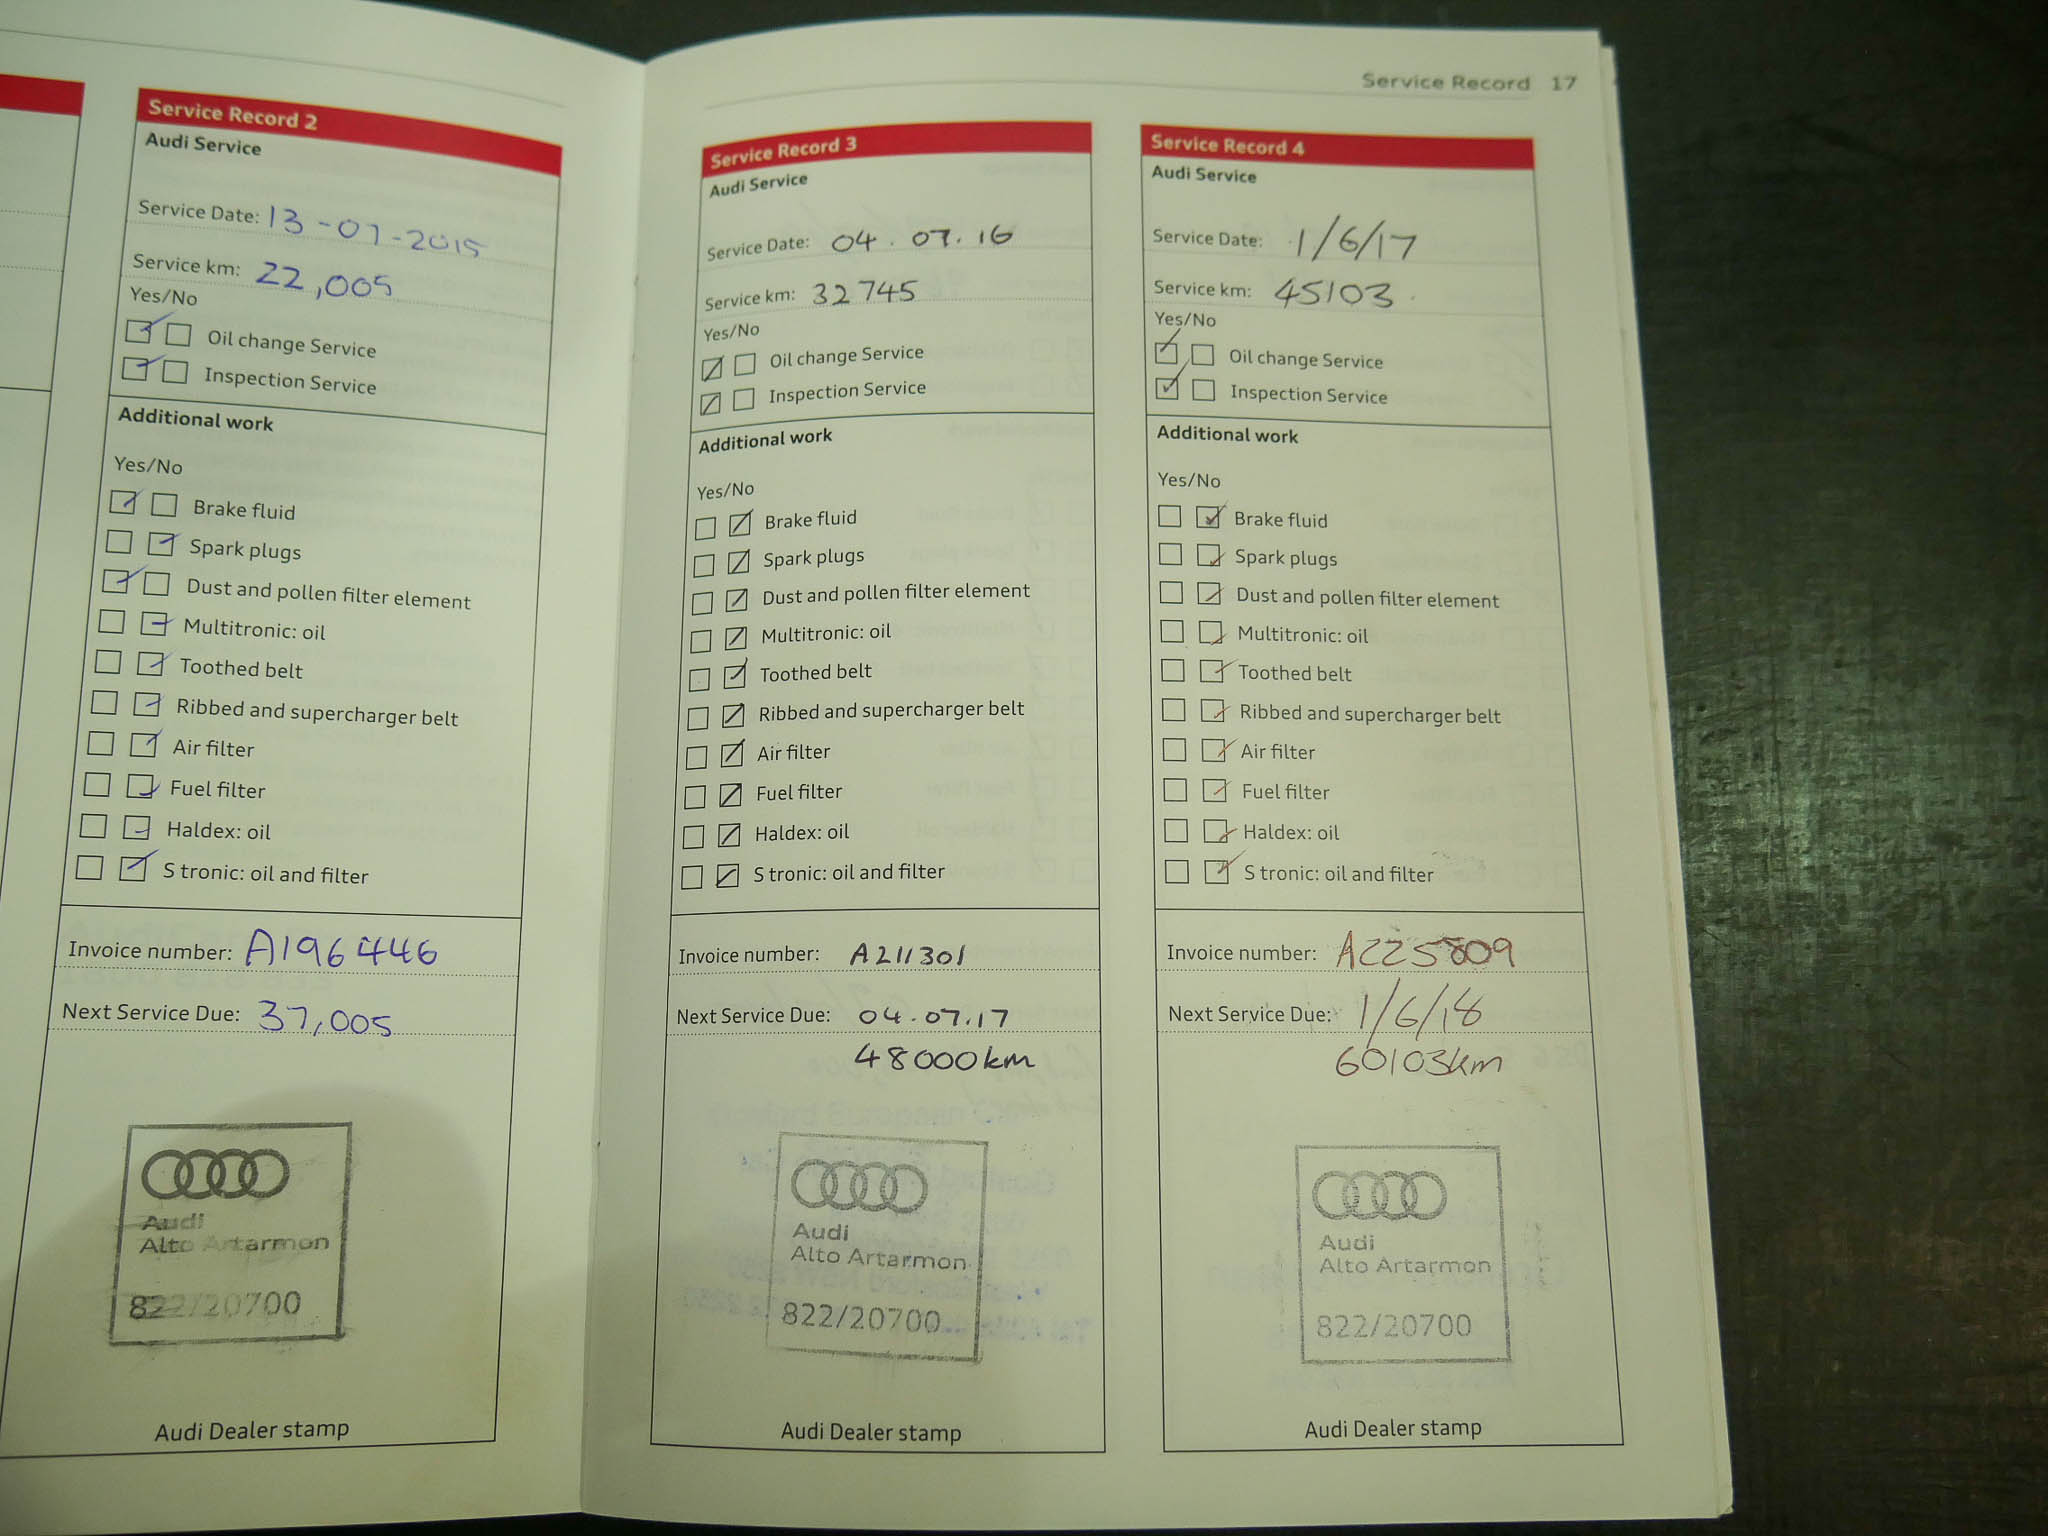 Service Record 2
Audi Service
Service Date: 13-07-2015
Service km: 22,005
Yes/No
Oil change Service
Inspection Service
Additional work
Yes/No
Brake fluid
Spark plugs
Dust and pollen filter element
Multitronic: oil
Toothed belt
Ribbed and supercharger belt
Air filter
Fuel filter
Haldex: oil
S tronic: oil and filter
Invoice number: A196446
Next Service Due: 37,005
Audi
Alto Artarmon
822/20700
Audi Dealer stamp
Service Record 17
Service Record 3
Audi Service
Service Date: 04.07.16
Service km: 32745
Yes/No
Oil change Service
Inspection Service
Additional work
Yes/No
Brake fluid
Spark plugs
Dust and pollen filter element
Multitronic: oil
Toothed belt
Ribbed and supercharger belt
Air filter
Fuel filter
Haldex: oil
S tronic: oil and filter
Invoice number: A211301
Next Service Due: 04.07.17
48000km
Audi
Alto Artarmon
822/20700
Audi Dealer stamp
Service Record 4
Audi Service
Service Date: 1/6/17
Service km: 45103
Yes/No
Oil change Service
Inspection Service
Additional work
Yes/No
Brake fluid
Spark plugs
Dust and pollen filter element
Multitronic: oil
Toothed belt
Ribbed and supercharger belt
Air filter
Fuel filter
Haldex: oil
S tronic: oil and filter
Invoice number: A225809
Next Service Due: 1/6/18
60103km
Audi
Alto Artarmon
822/20700
Audi Dealer stamp